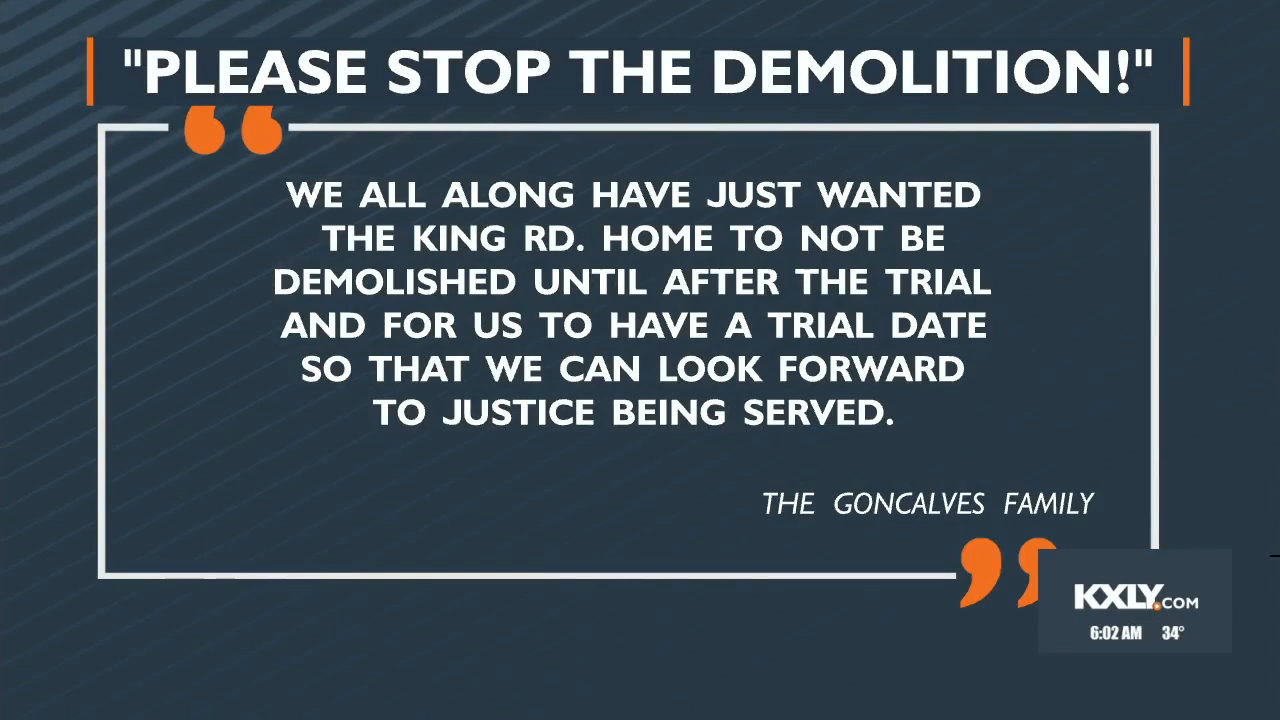 "PLEASE STOP THE DEMOLITION!"
WE ALL ALONG HAVE JUST WANTED
THE KING RD. HOME TO NOT BE
DEMOLISHED UNTIL AFTER THE TRIAL
AND FOR US TO HAVE A TRIAL DATE
SO THAT WE CAN LOOK FORWARD
TO JUSTICE BEING SERVED.
THE GONCALVES FAMILY
KXLY.COM
6:02 AM 34°